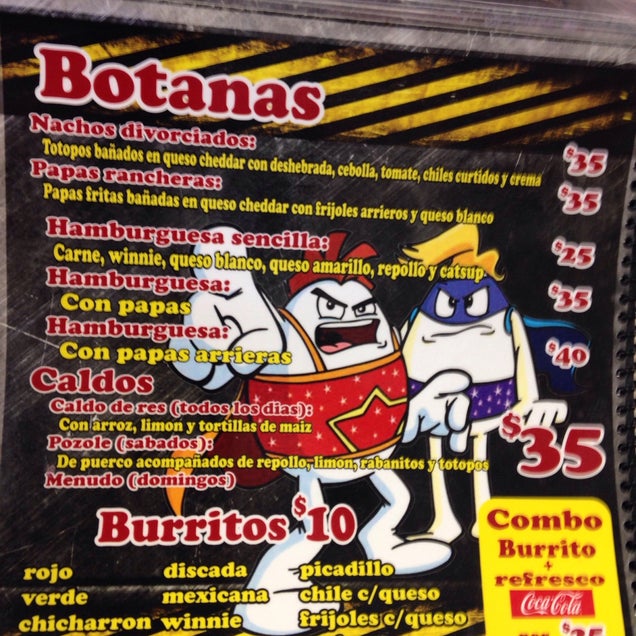 Botanas
Nachos divorciados: $35
Totopos bañados en queso cheddar con deshebrada, cebolla, tomate, chiles curtidos y crema
Papas rancheras: $35
Papas fritas bañadas en queso cheddar con frijoles arrieros y queso blanco
Hamburguesa sencilla: $25
Carne, winnie, queso blanco, queso amarillo, repollo y catsup.
Hamburguesa: $35
Con papas
Hamburguesa: $40
Con papas arrieras
Caldos
Caldo de res (todos los dias):
Con arroz, limon y tortillas de maiz
Pozole (sabados): $35
De puerco acompañados de repollo, limon, rabanitos y totopos
Menudo (domingos)
Burritos $10
rojo discada picadillo
verde mexicana chile c/queso
chicharron winnie frijoles c/queso
Combo
Burrito
+
refresco
Coca-Cola